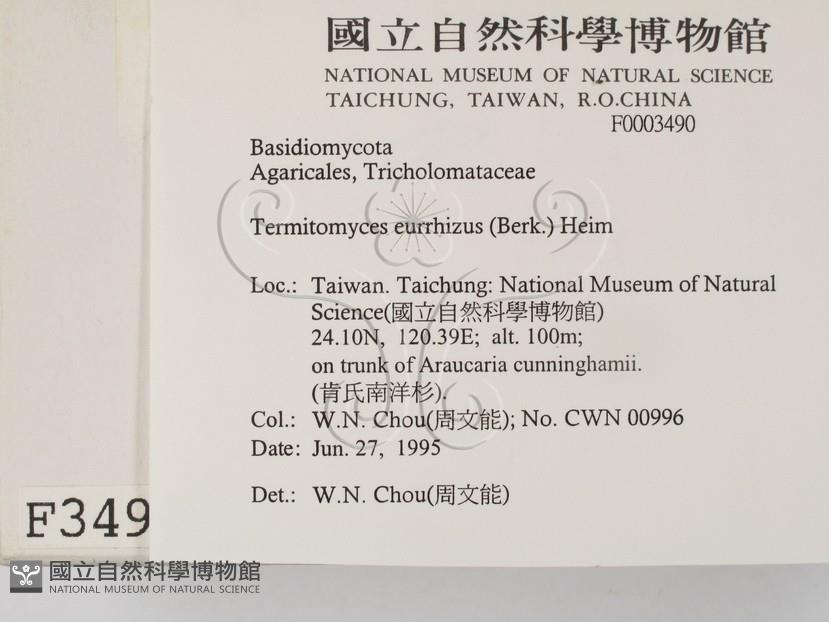 國立自然科學博物館
NATIONAL MUSEUM OF NATURAL SCIENCE
TAICHUNG, TAIWAN, R.O.CHINA
F0003490
Basidiomycota
Agaricales, Tricholomataceae
Termitomyces eurrhizus (Berk.) Heim
Loc.: Taiwan. Taichung: National Museum of Natural
Science(國立自然科學博物館)
24.10N, 120.39E; alt. 100m;
on trunk of Araucaria cunninghamii.
(肯氏南洋杉).
Col.: W.N. Chou(周文能); No. CWN 00996
Date: Jun. 27, 1995
Det.: W.N. Chou(周文能)
F349
國立自然科學博物館
NATIONAL MUSEUM OF NATURAL SCIENCE